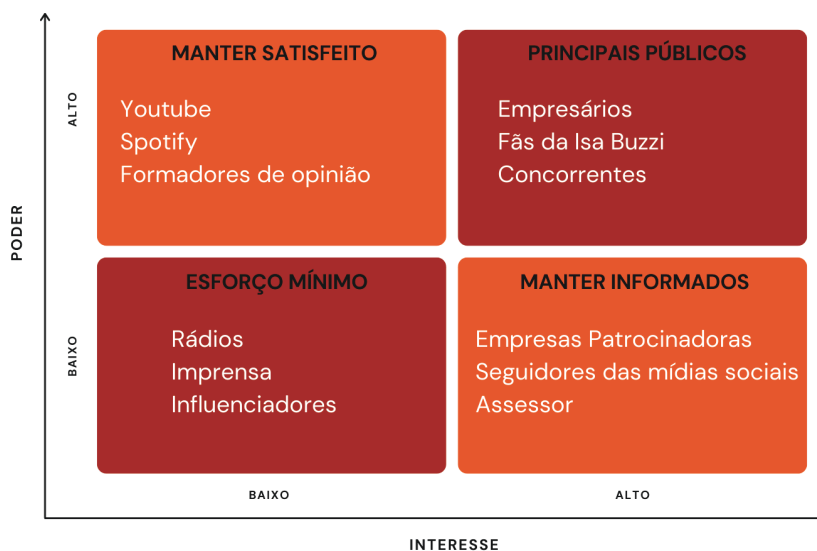 MANTER SATISFEITO
Youtube
Spotify
Formadores de opinião
PRINCIPAIS PÚBLICOS
Empresários
Fãs da Isa Buzzi
Concorrentes
ESFORÇO MÍNIMO
Rádios
Imprensa
Influenciadores
MANTER INFORMADOS
Empresas Patrocinadoras
Seguidores das mídias sociais
Assessor
PODER
ALTO
BAIXO
BAIXO
ALTO
INTERESSE